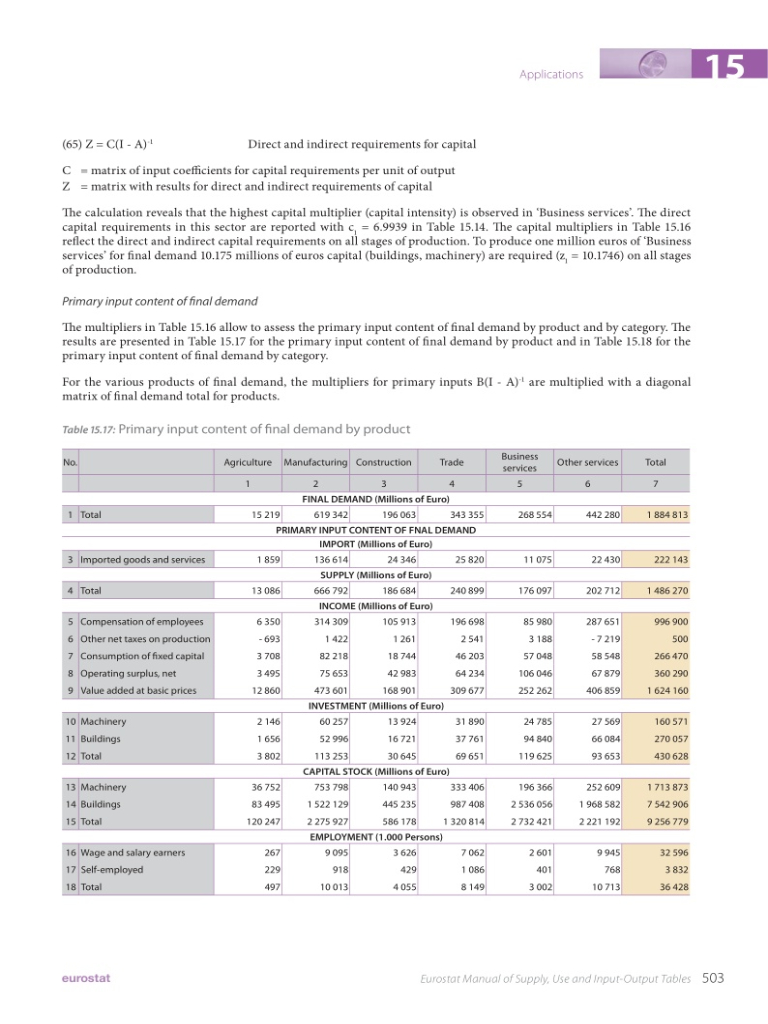 Applications
15
(65) Z = C(I - A)-1 Direct and indirect requirements for capital
C = matrix of input coefficients for capital requirements per unit of output
Z = matrix with results for direct and indirect requirements of capital
The calculation reveals that the highest capital multiplier (capital intensity) is observed in ‘Business services’. The direct
capital requirements in this sector are reported with c1 = 6.9939 in Table 15.14. The capital multipliers in Table 15.16
reflect the direct and indirect capital requirements on all stages of production. To produce one million euros of ‘Business
services’ for final demand 10.175 millions of euros capital (buildings, machinery) are required (z1 = 10.1746) on all stages
of production.
Primary input content of final demand
The multipliers in Table 15.16 allow to assess the primary input content of final demand by product and by category. The
results are presented in Table 15.17 for the primary input content of final demand by product and in Table 15.18 for the
primary input content of final demand by category.
For the various products of final demand, the multipliers for primary inputs B(I - A)-1 are multiplied with a diagonal
matrix of final demand total for products.
Table 15.17: Primary input content of final demand by product
No. Agriculture Manufacturing Construction Trade Business services Other services Total
1 2 3 4 5 6 7
FINAL DEMAND (Millions of Euro)
1 Total 15 219 619 342 196 063 343 355 268 554 442 280 1 884 813
PRIMARY INPUT CONTENT OF FNAL DEMAND
IMPORT (Millions of Euro)
3 Imported goods and services 1 859 136 614 24 346 25 820 11 075 22 430 222 143
SUPPLY (Millions of Euro)
4 Total 13 086 666 792 186 684 240 899 176 097 202 712 1 486 270
INCOME (Millions of Euro)
5 Compensation of employees 6 350 314 309 105 913 196 698 85 980 287 651 996 900
6 Other net taxes on production - 693 1 422 1 261 2 541 3 188 - 7 219 500
7 Consumption of fixed capital 3 708 82 218 18 744 46 203 57 048 58 548 266 470
8 Operating surplus, net 3 495 75 653 42 983 64 234 106 046 67 879 360 290
9 Value added at basic prices 12 860 473 601 168 901 309 677 252 262 406 859 1 624 160
INVESTMENT (Millions of Euro)
10 Machinery 2 146 60 257 13 924 31 890 24 785 27 569 160 571
11 Buildings 1 656 52 996 16 721 37 761 94 840 66 084 270 057
12 Total 3 802 113 253 30 645 69 651 119 625 93 653 430 628
CAPITAL STOCK (Millions of Euro)
13 Machinery 36 752 753 798 140 943 333 406 196 366 252 609 1 713 873
14 Buildings 83 495 1 522 129 445 235 987 408 2 536 056 1 968 582 7 542 906
15 Total 120 247 2 275 927 586 178 1 320 814 2 732 421 2 221 192 9 256 779
EMPLOYMENT (1.000 Persons)
16 Wage and salary earners 267 9 095 3 626 7 062 2 601 9 945 32 596
17 Self-employed 229 918 429 1 086 401 768 3 832
18 Total 497 10 013 4 055 8 149 3 002 10 713 36 428
eurostat
Eurostat Manual of Supply, Use and Input-Output Tables 503